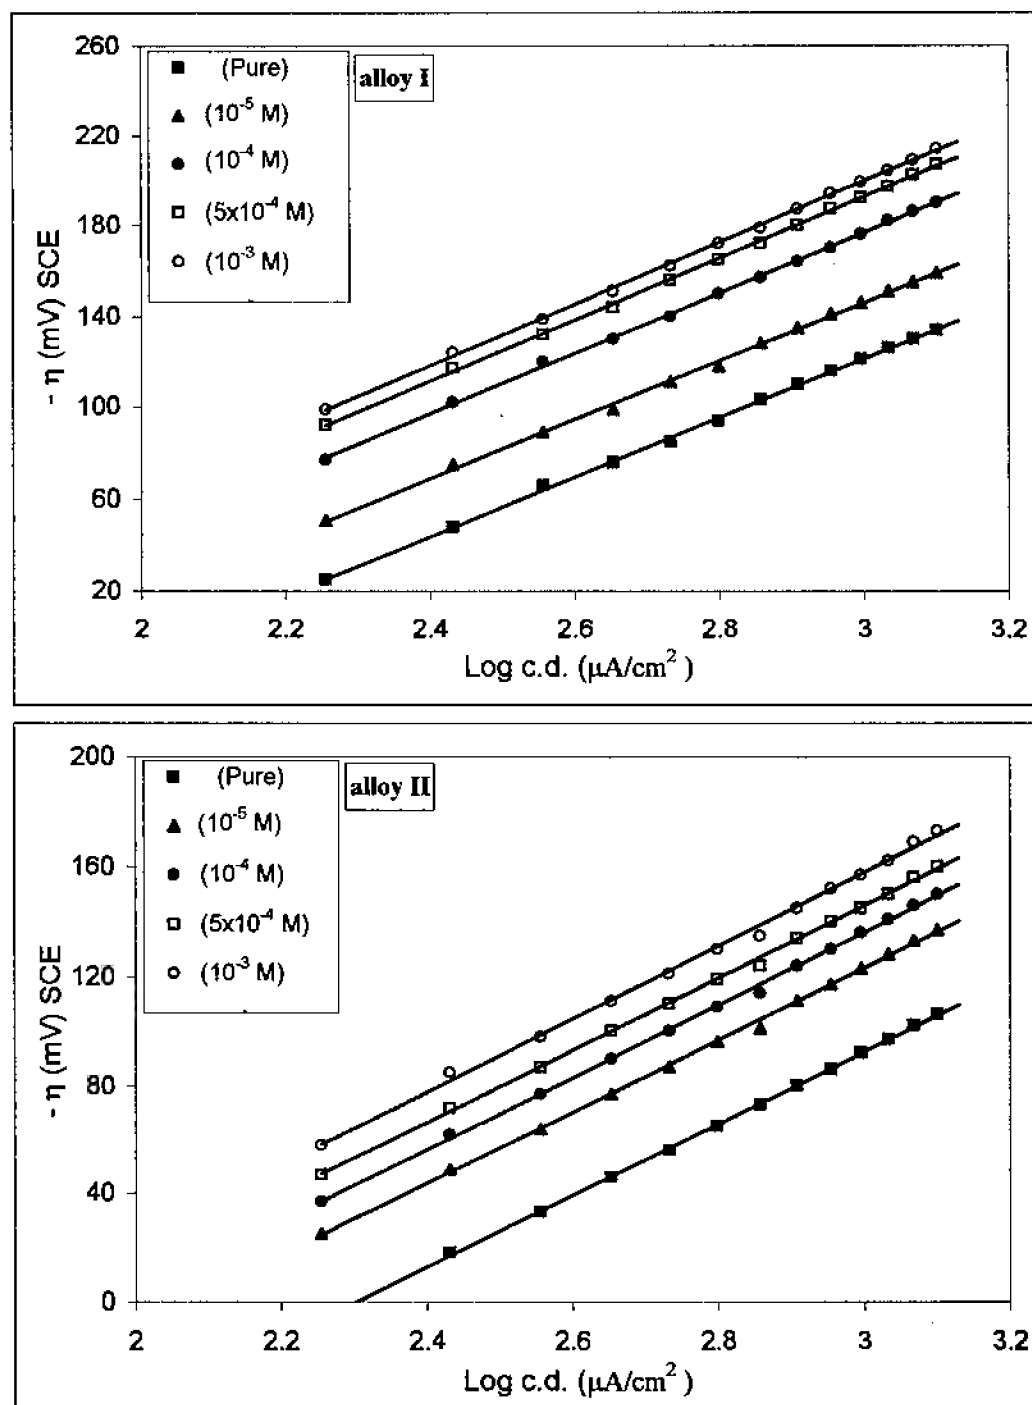 260
220
180
140
100
60
20
- η (mV) SCE
(Pure)
(10⁻⁵ M)
(10⁻⁴ M)
(5x10⁻⁴ M)
(10⁻³ M)
alloy I
2 2.2 2.4 2.6 2.8 3 3.2
Log c.d. (µA/cm² )
200
160
120
80
40
0
- η (mV) SCE
(Pure)
(10⁻⁵ M)
(10⁻⁴ M)
(5x10⁻⁴ M)
(10⁻³ M)
alloy II
2 2.2 2.4 2.6 2.8 3 3.2
Log c.d. (µA/cm² )